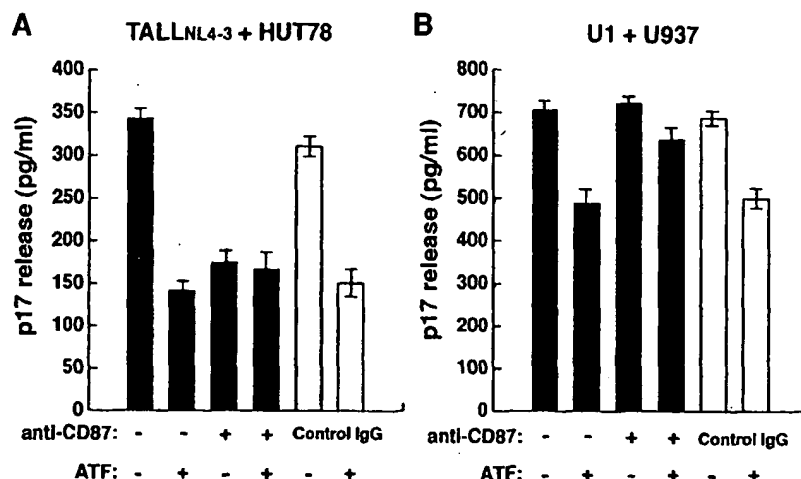 A
TALLNL4-3 + HUT78
p17 release (pg/ml)
400
350
300
250
200
150
100
50
0
anti-CD87: - - + + Control IgG
ATF: - + - + - +
B
U1 + U937
p17 release (pg/ml)
800
700
600
500
400
300
200
100
0
anti-CD87: - - + + Control IgG
ATF: - + - + - +